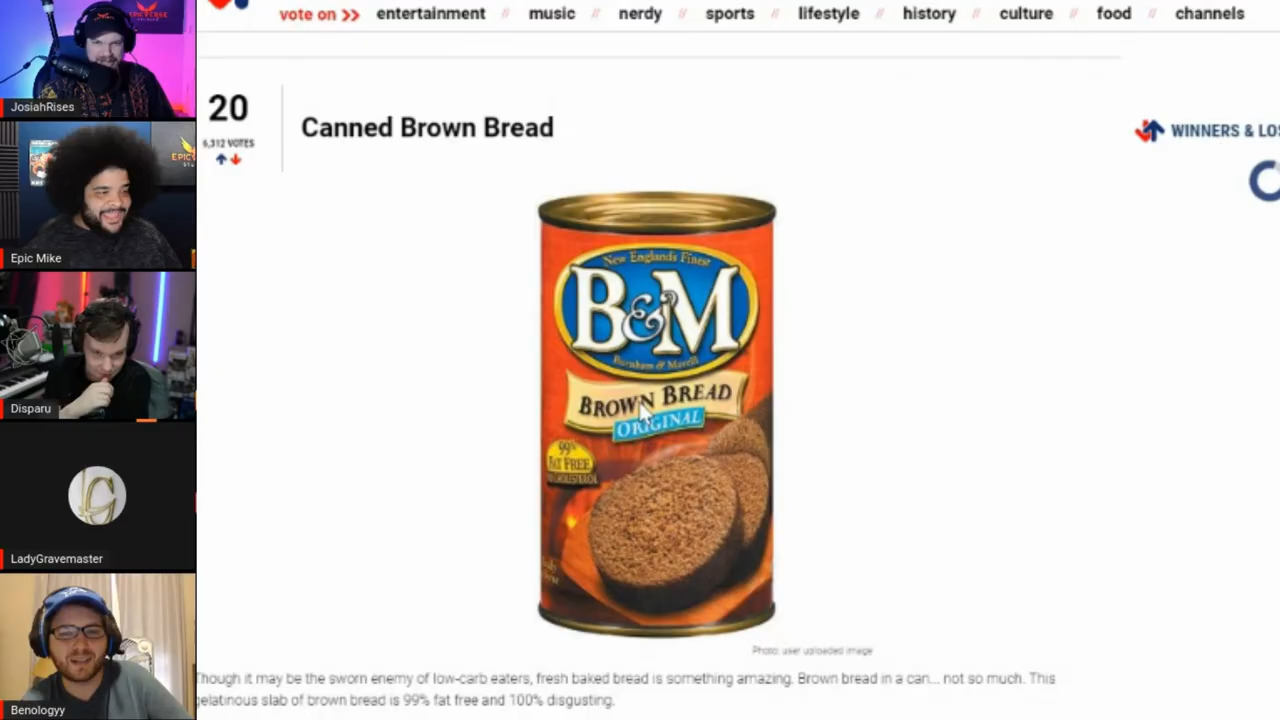 vote on >> entertainment // music // nerdy // sports // lifestyle // history // culture // food // channels
JosiahRises
20
6,312 VOTES
Canned Brown Bread
WINNERS & LOS
Epic Mike
New Englands Finest
B&M
Burnham & Morrill
BROWN BREAD
ORIGINAL
99%
FAT FREE
Disparu
LadyGravemaster
Photo: user uploaded image
Though it may be the sworn enemy of low-carb eaters, fresh baked bread is something amazing. Brown bread in a can... not so much. This
gelatinous slab of brown bread is 99% fat free and 100% disgusting.
Benologyy